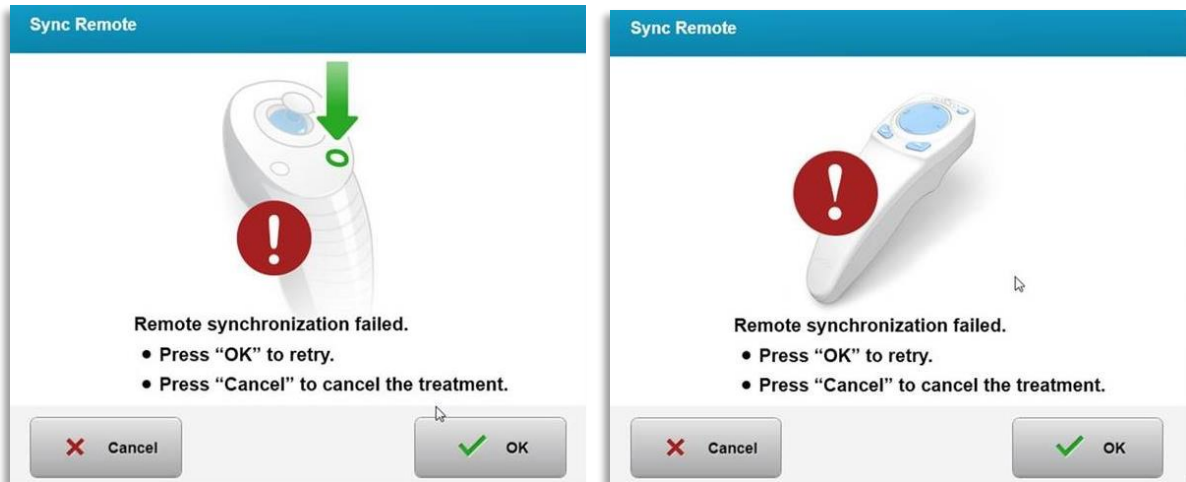 Sync Remote
Remote synchronization failed.
• Press “OK” to retry.
• Press “Cancel” to cancel the treatment.
Cancel
OK
Sync Remote
Remote synchronization failed.
• Press “OK” to retry.
• Press “Cancel” to cancel the treatment.
Cancel
OK